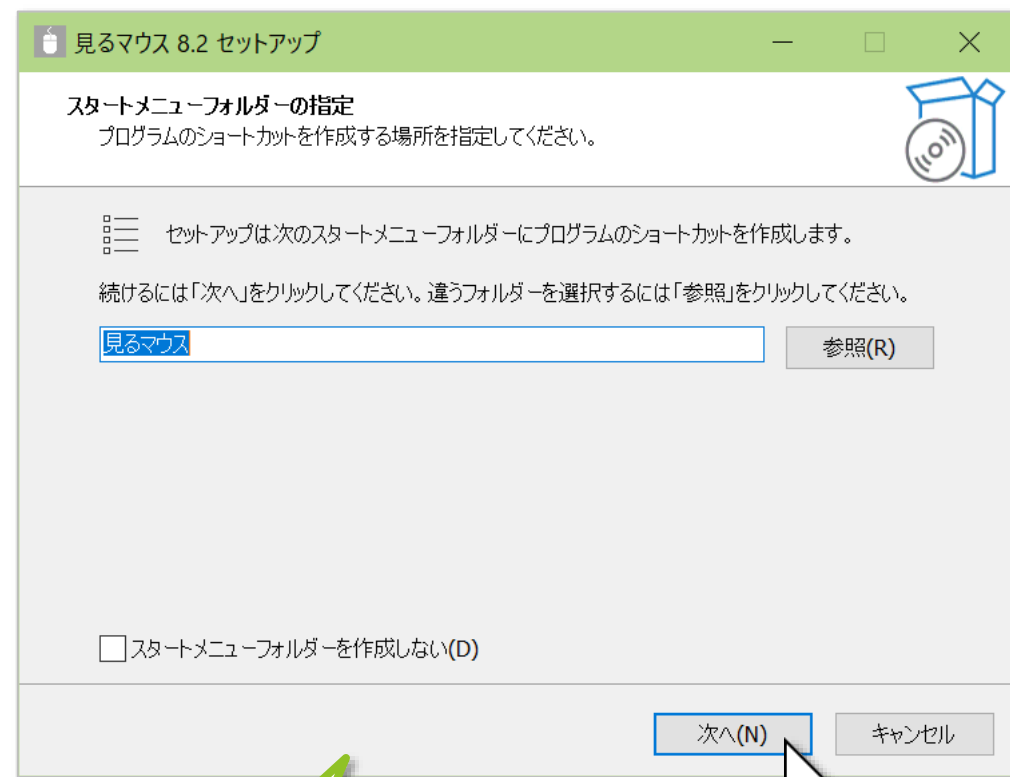 見るマウス 8.2 セットアップ
スタートメニューフォルダーの指定
プログラムのショートカットを作成する場所を指定してください。
セットアップは次のスタートメニューフォルダーにプログラムのショートカットを作成します。
続けるには「次へ」をクリックしてください。違うフォルダーを選択するには「参照」をクリックしてください。
見るマウス
参照(R)
スタートメニューフォルダーを作成しない(D)
次へ(N)
キャンセル